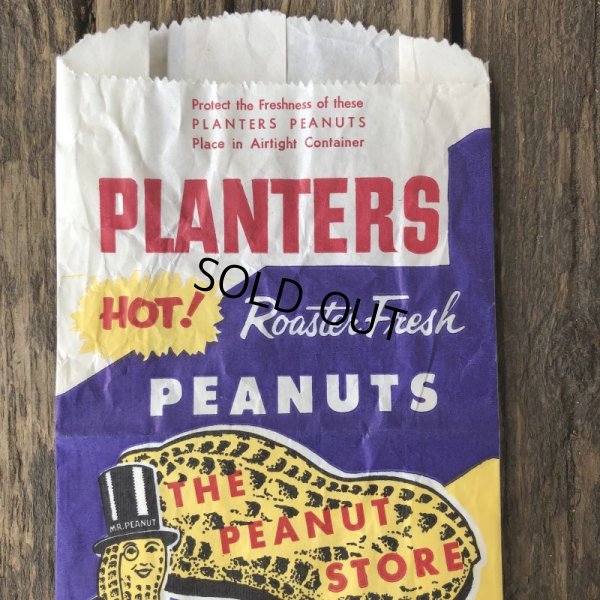 Protect the Freshness of these
PLANTERS PEANUTS
Place in Airtight Container
PLANTERS
HOT!
Roaster-Fresh
SOLD OUT
PEANUTS
MR. PEANUT
THE
PEANUT
STORE